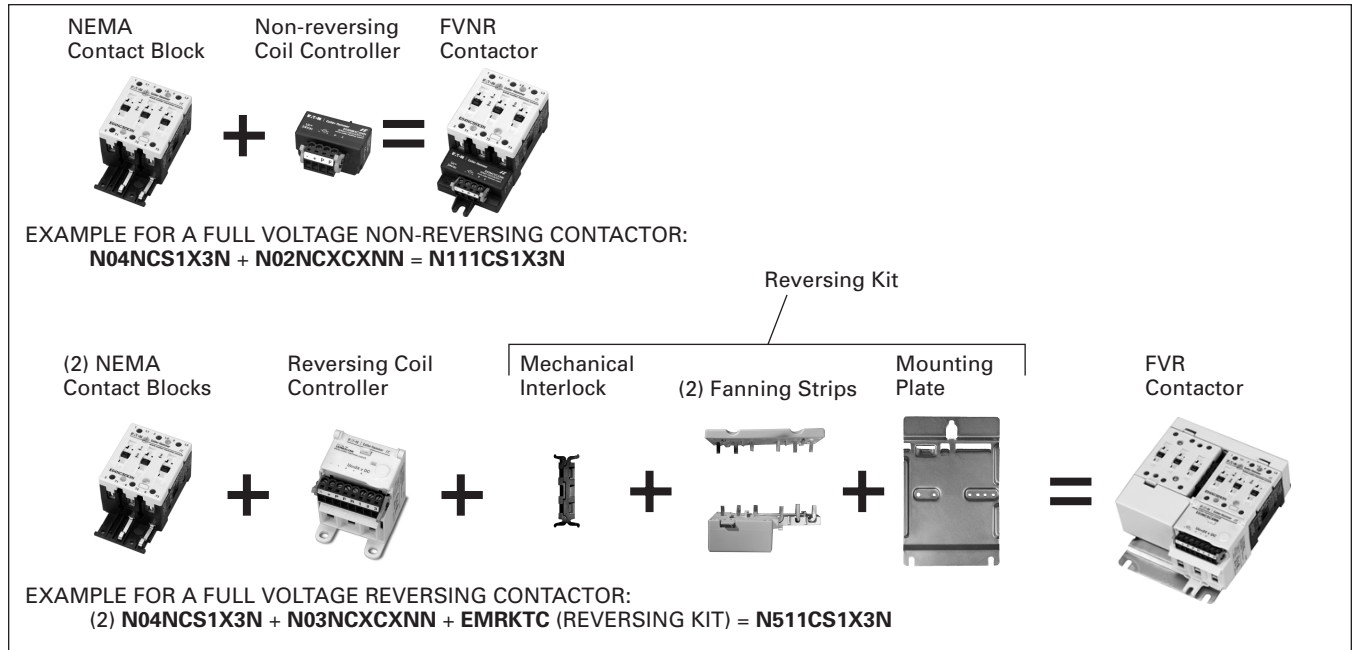 NEMA
Contact Block
Non-reversing
Coil Controller
FVNR
Contactor
EXAMPLE FOR A FULL VOLTAGE NON-REVERSING CONTACTOR:
N04NCS1X3N + N02NCXCXNN = N111CS1X3N
Reversing Kit
(2) NEMA
Contact Blocks
Reversing Coil
Controller
Mechanical
Interlock
(2) Fanning Strips
Mounting
Plate
FVR
Contactor
EXAMPLE FOR A FULL VOLTAGE REVERSING CONTACTOR:
(2) N04NCS1X3N + N03NCXCXNN + EMRKTC (REVERSING KIT) = N511CS1X3N